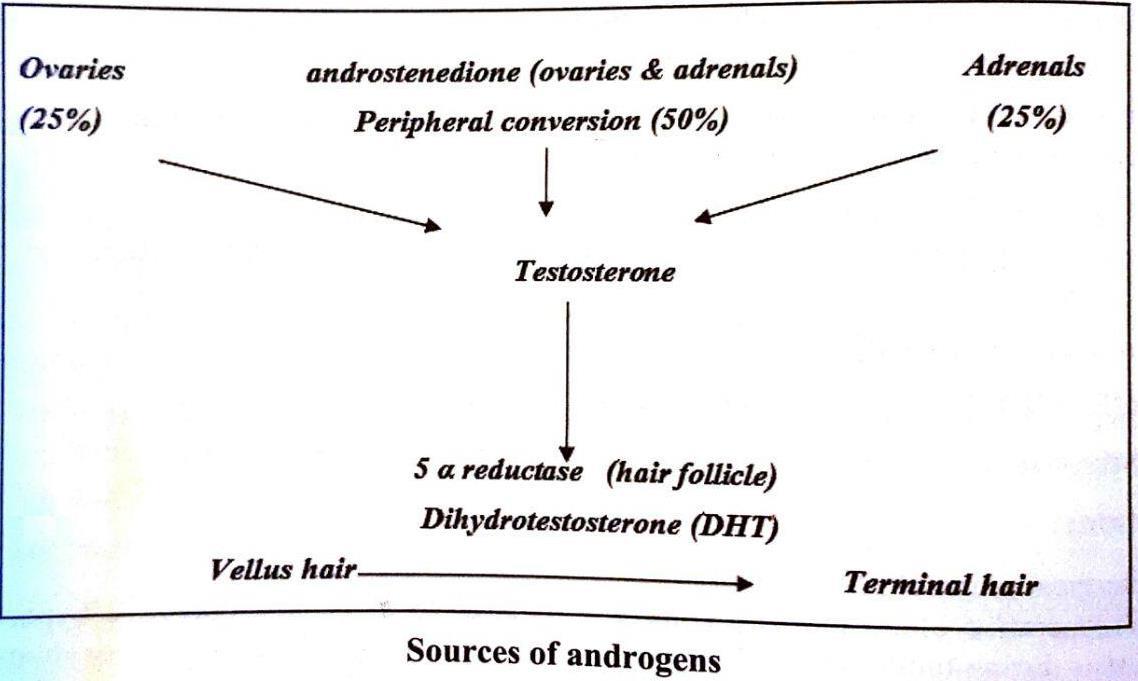 Ovaries androstenedione (ovaries & adrenals) Adrenals
(25%) Peripheral conversion (50%) (25%)
Testosterone
5 α reductase (hair follicle)
Dihydrotestosterone (DHT)
Vellus hair Terminal hair
Sources of androgens